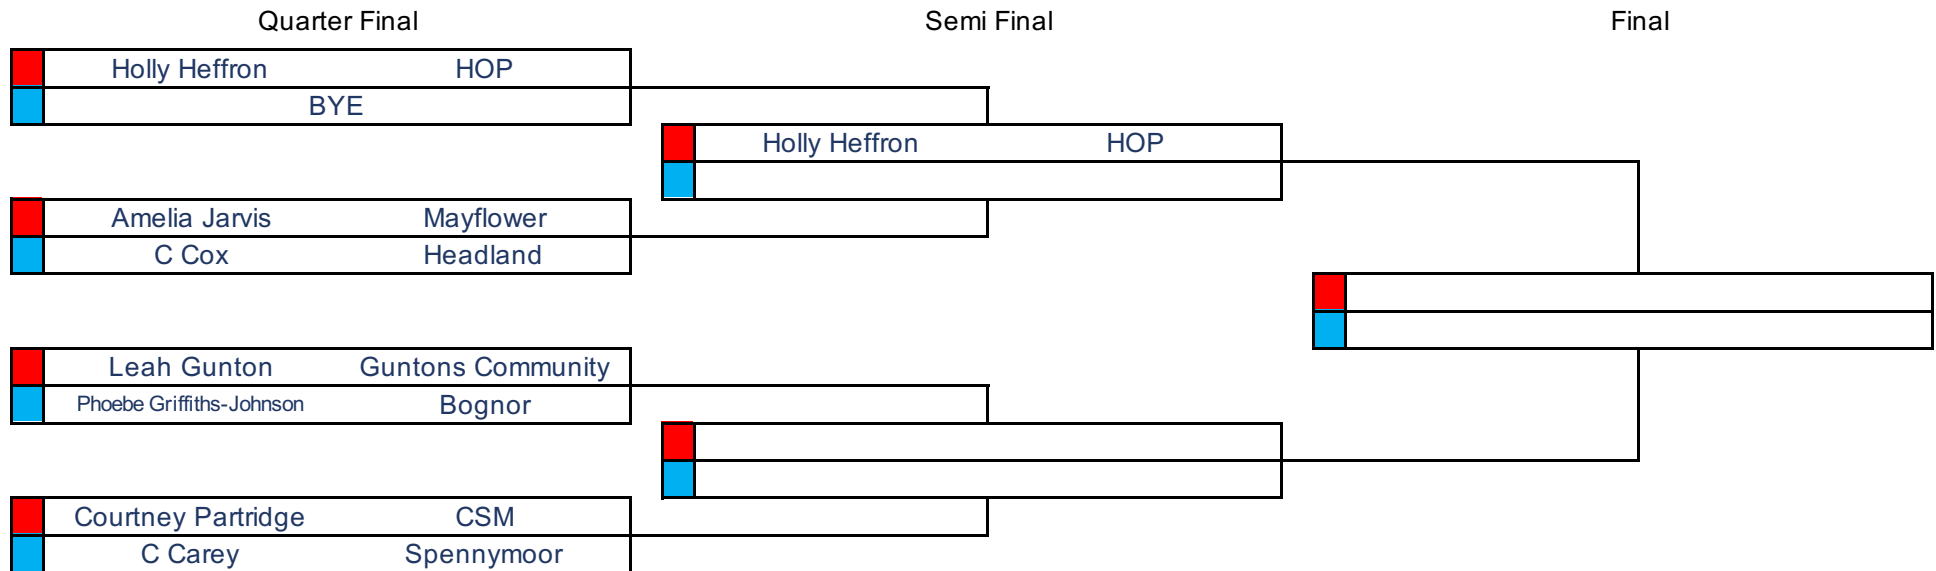 Quarter Final Semi Final Final
Holly Heffron HOP
BYE
Holly Heffron HOP
Amelia Jarvis Mayflower
C Cox Headland
Leah Gunton Guntons Community
Phoebe Griffiths-Johnson Bognor
Courtney Partridge CSM
C Carey Spennymoor